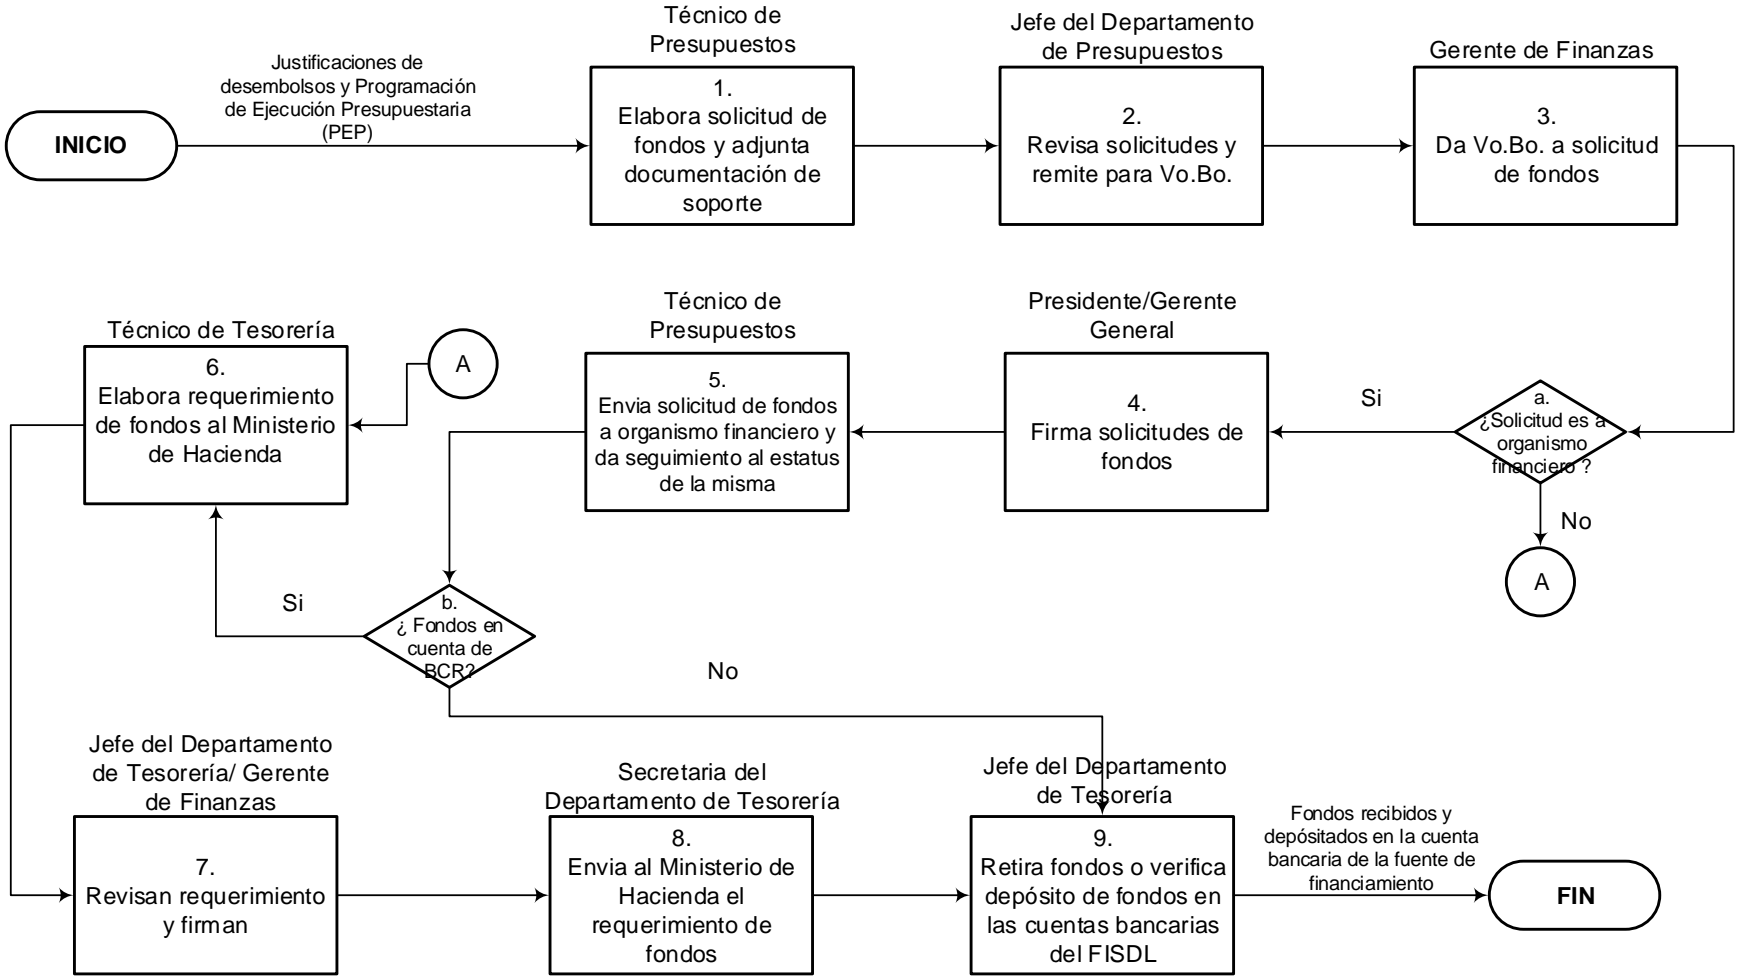 Justificaciones de
desembolsos y Programación
de Ejecución Presupuestaria
(PEP)
INICIO
Técnico de
Presupuestos
1.
Elabora solicitud de
fondos y adjunta
documentación de
soporte
Jefe del Departamento
de Presupuestos
2.
Revisa solicitudes y
remite para Vo.Bo.
Gerente de Finanzas
3.
Da Vo.Bo. a solicitud
de fondos
a.
¿Solicitud es a
organismo
financiero ?
Si
No
A
Presidente/Gerente
General
4.
Firma solicitudes de
fondos
Técnico de
Presupuestos
5.
Envia solicitud de fondos
a organismo financiero y
da seguimiento al estatus
de la misma
A
Técnico de Tesorería
6.
Elabora requerimiento
de fondos al Ministerio
de Hacienda
b.
¿ Fondos en
cuenta de
BCR?
Si
No
Jefe del Departamento
de Tesorería/ Gerente
de Finanzas
7.
Revisan requerimiento
y firman
Secretaria del
Departamento de Tesorería
8.
Envia al Ministerio de
Hacienda el
requerimiento de
fondos
Jefe del Departamento
de Tesorería
9.
Retira fondos o verifica
depósito de fondos en
las cuentas bancarias
del FISDL
Fondos recibidos y
depósitados en la cuenta
bancaria de la fuente de
financiamiento
FIN